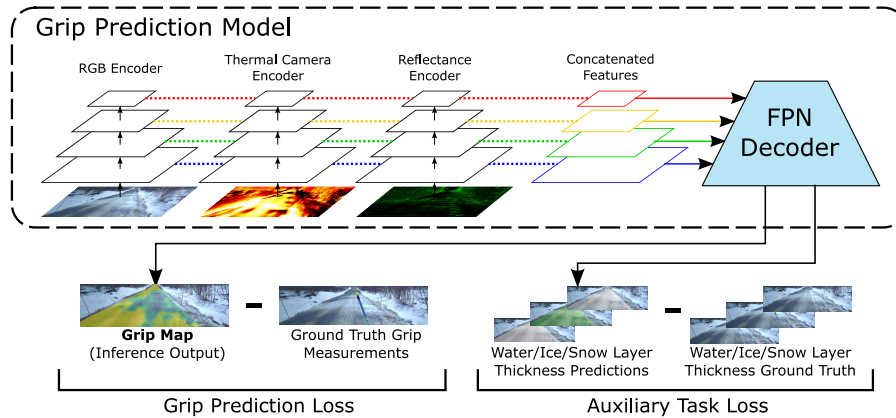 Grip Prediction Model
RGB Encoder
Thermal Camera
Encoder
Reflectance
Encoder
Concatenated
Features
FPN
Decoder
Grip Map
(Inference Output)
Ground Truth Grip
Measurements
Water/Ice/Snow Layer
Thickness Predictions
Water/Ice/Snow Layer
Thickness Ground Truth
Grip Prediction Loss
Auxiliary Task Loss